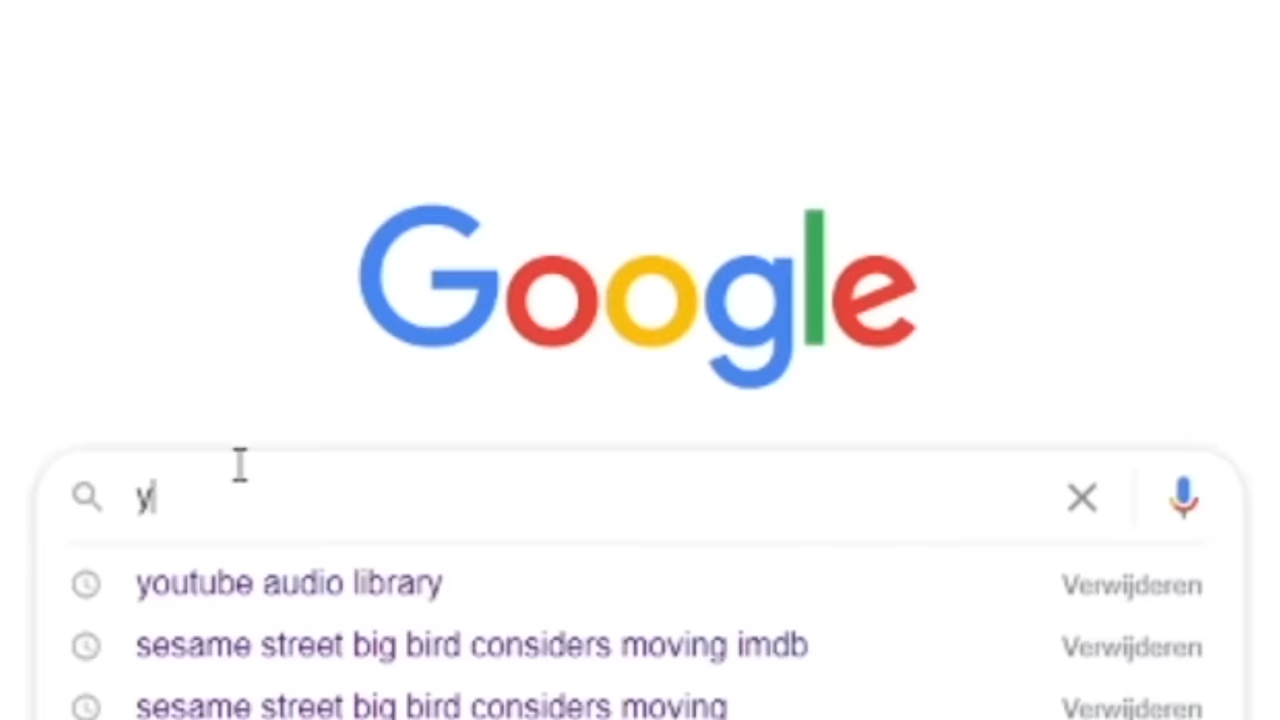 Google
y
youtube audio library Verwijderen
sesame street big bird considers moving imdb Verwijderen
sesame street big bird considers moving Verwijderen